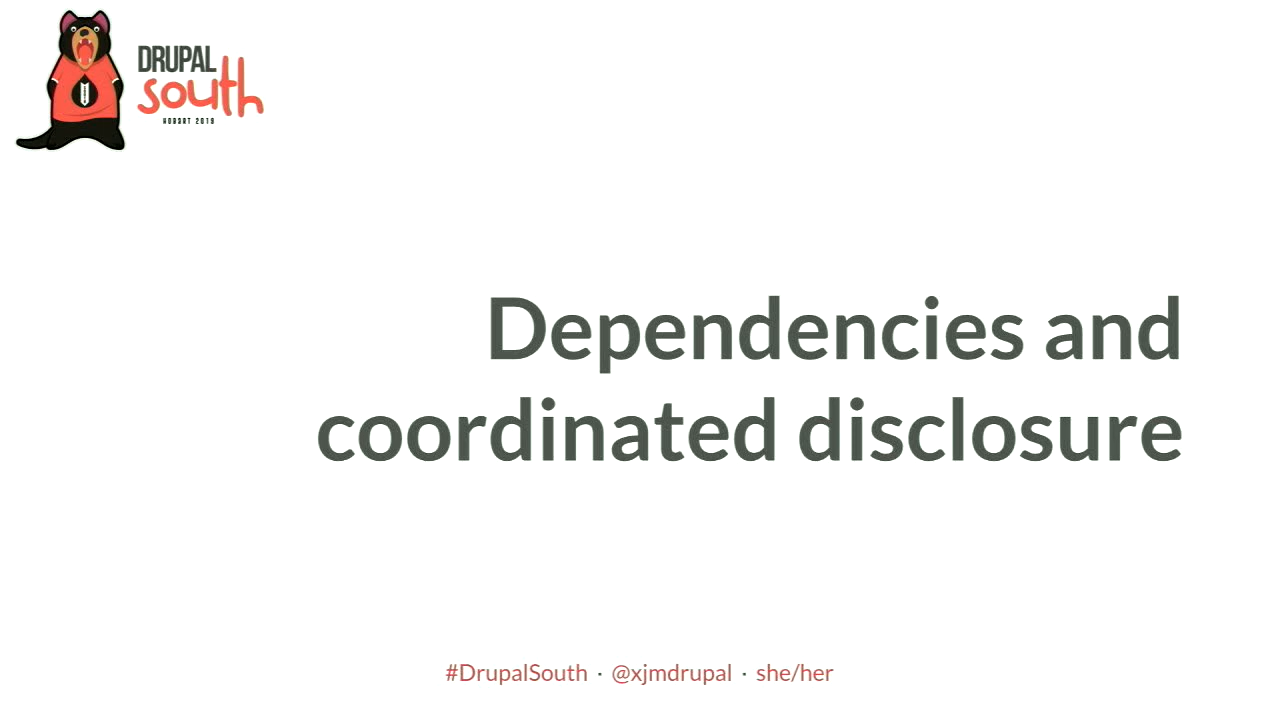 DRUPAL
south
HOBART 2019
Dependencies and
coordinated disclosure
#DrupalSouth · @xjmdrupal · she/her